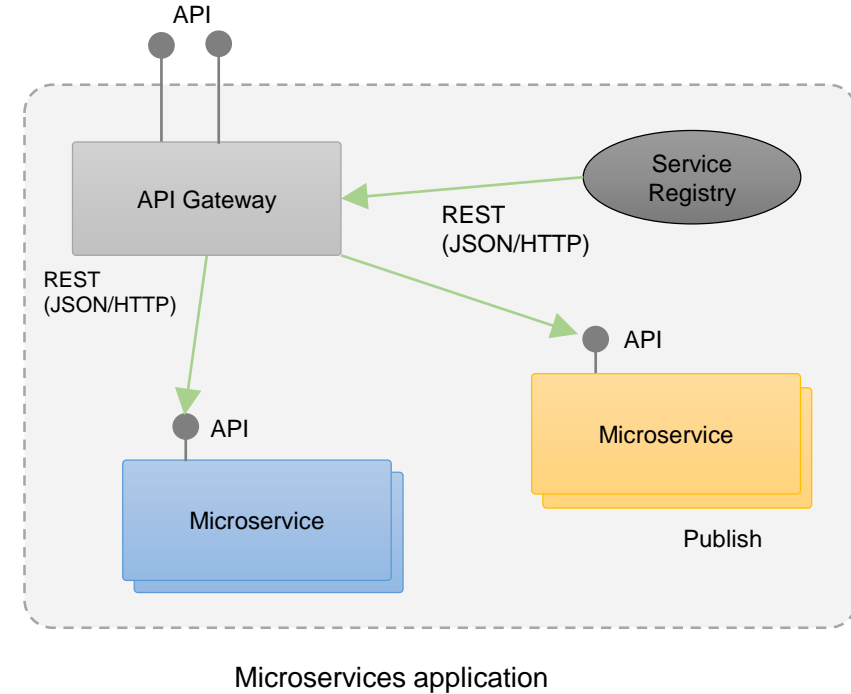 API
API Gateway
Service
Registry
REST
(JSON/HTTP)
REST
(JSON/HTTP)
API
Microservice
API
Microservice
Publish
Microservices application